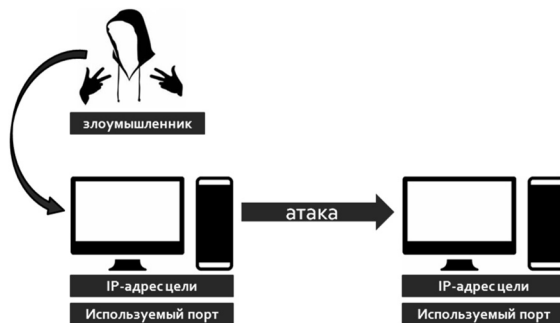 злоумышленник
атака
IP-адрес цели
Используемый порт
IP-адрес цели
Используемый порт